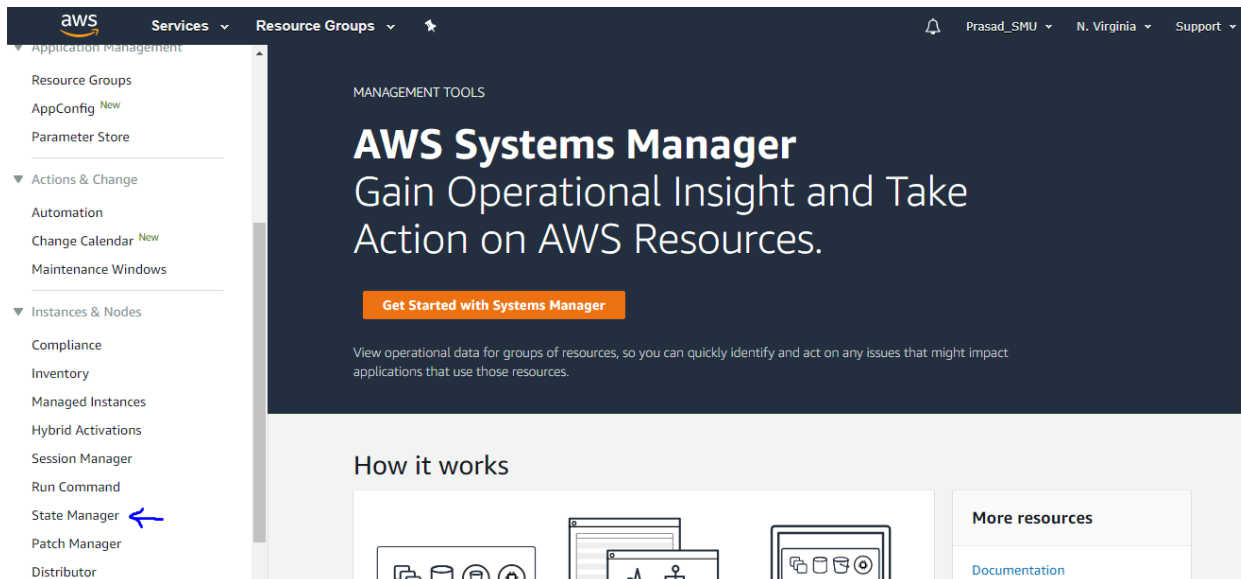 aws
Services
Resource Groups
Prasad_SMU
N. Virginia
Support
Application Management
Resource Groups
AppConfig New
Parameter Store
Actions & Change
Automation
Change Calendar New
Maintenance Windows
Instances & Nodes
Compliance
Inventory
Managed Instances
Hybrid Activations
Session Manager
Run Command
State Manager
Patch Manager
Distributor
MANAGEMENT TOOLS
AWS Systems Manager
Gain Operational Insight and Take
Action on AWS Resources.
Get Started with Systems Manager
View operational data for groups of resources, so you can quickly identify and act on any issues that might impact
applications that use those resources.
How it works
More resources
Documentation